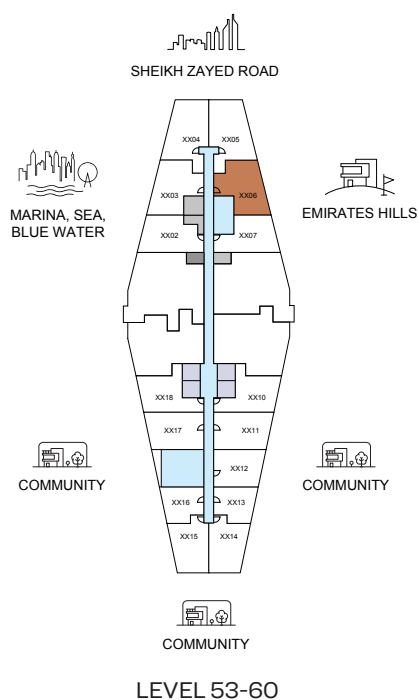 SHEIKH ZAYED ROAD
XX04 XX05
XX03 XX06
MARINA, SEA,
BLUE WATER
EMIRATES HILLS
XX02 XX07
XX18 XX10
XX17 XX11
XX12
COMMUNITY
COMMUNITY
XX16 XX13
XX15 XX14
COMMUNITY
LEVEL 53-60